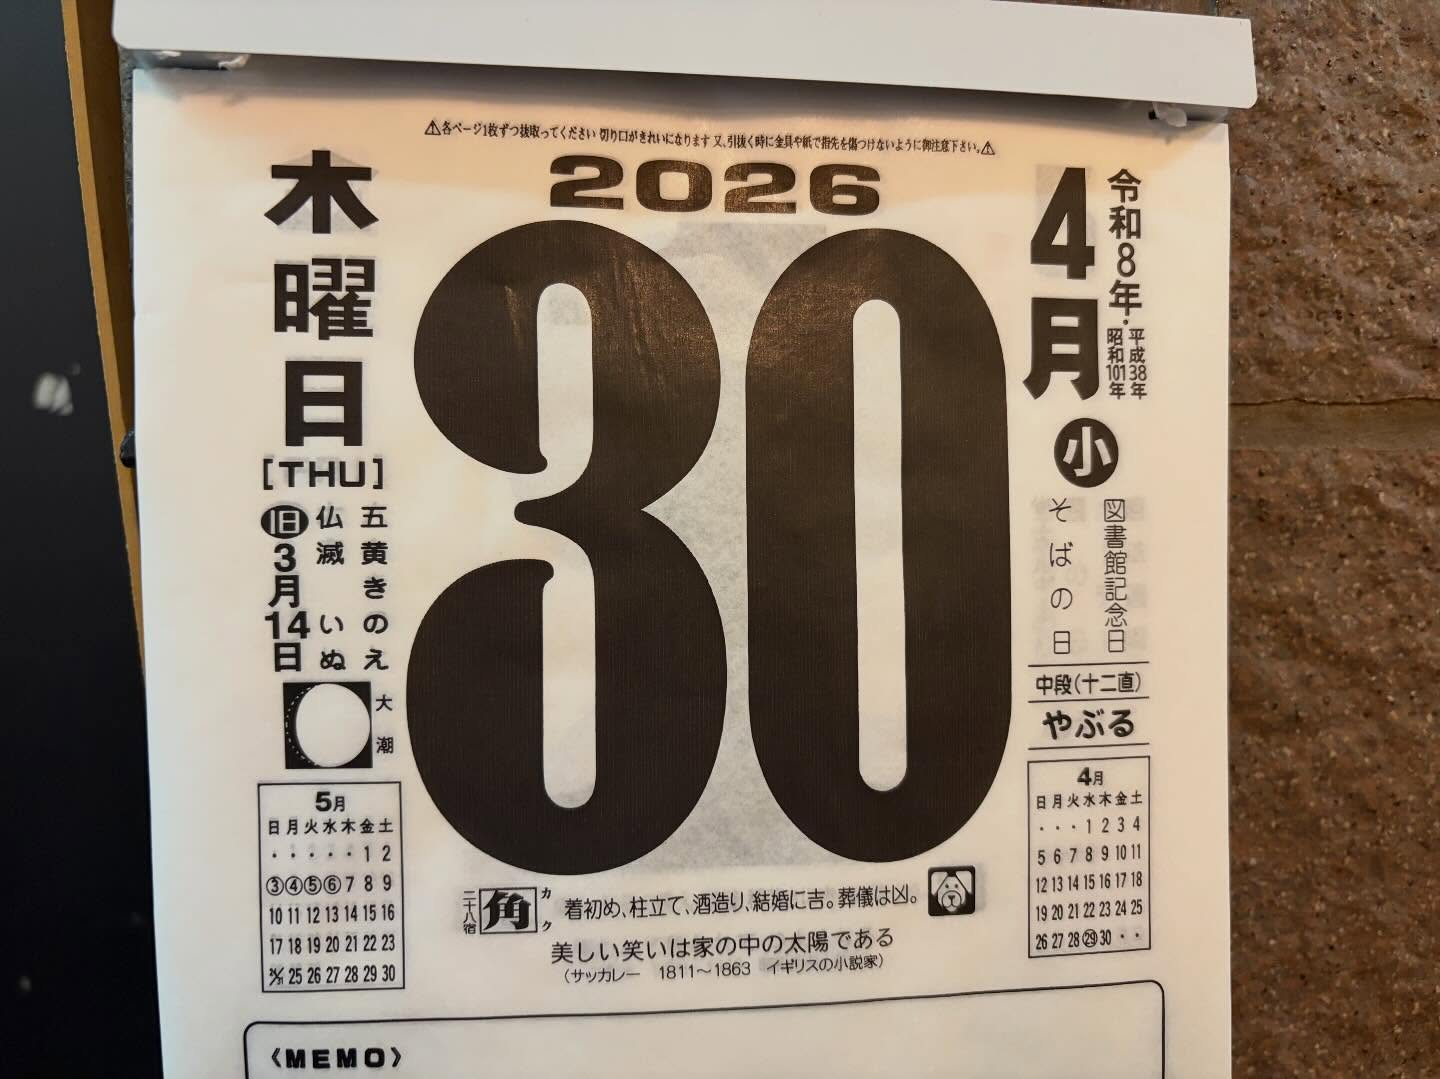 ⚠各ページ1枚ずつ抜取ってください 切り口がきれいになります 又、引抜く時に金具や紙で指先を傷つけないように御注意下さい。⚠
2026
4月
令和8年・
平成38年
昭和101年
小
図書館記念日
そばの日
中段(十二直)
やぶる
4月
日月火水木金土
・・・1 2 3 4
5 6 7 8 9 10 11
12 13 14 15 16 17 18
19 20 21 22 23 24 25
26 27 28 ㉙ 30 ・・
30
木曜日
[THU]
五黄きのえ
仏滅いぬ
旧3月14日
大潮
5月
日月火水木金土
・・・・・1 2
③ ④ ⑤ ⑥ 7 8 9
10 11 12 13 14 15 16
17 18 19 20 21 22 23
24/31 25 26 27 28 29 30
二十八宿
角
カク
着初め、柱立て、酒造り、結婚に吉。葬儀は凶。
美しい笑いは家の中の太陽である
(サッカレー 1811～1863 イギリスの小説家)
《MEMO》